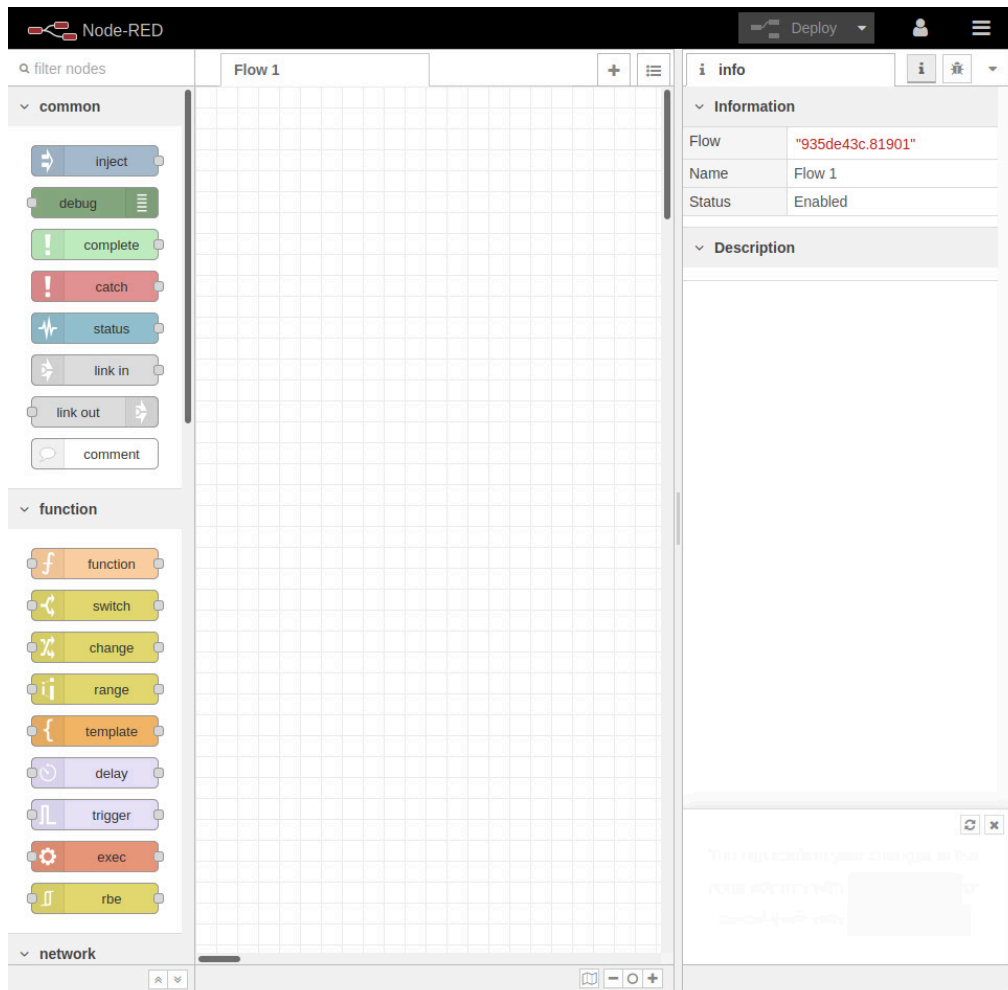 Node-RED
Deploy
filter nodes
Flow 1
info
common
Information
inject
Flow
"935de43c.81901"
Name
Flow 1
debug
Status
Enabled
complete
Description
catch
status
link in
link out
comment
function
function
switch
change
range
template
delay
trigger
exec
rbe
network